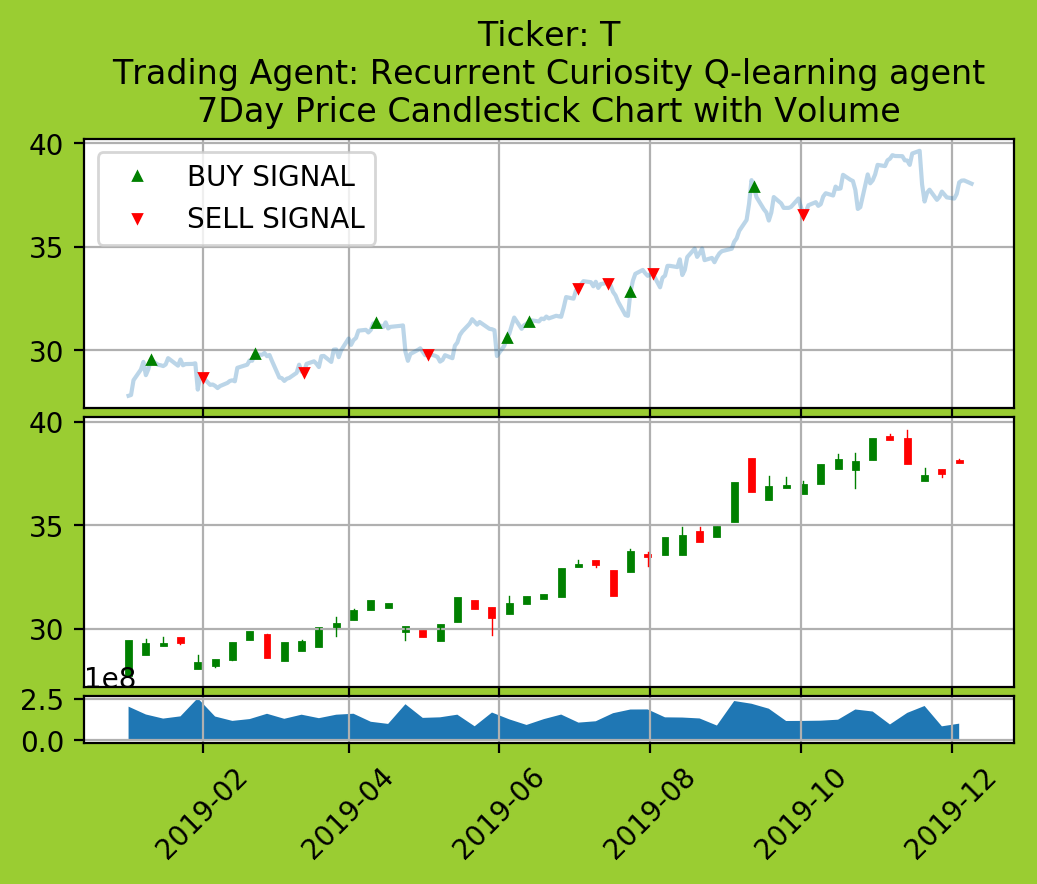 Ticker: T
Trading Agent: Recurrent Curiosity Q-learning agent
7Day Price Candlestick Chart with Volume
40
BUY SIGNAL
SELL SIGNAL
35
30
40
35
30
1e8
2.5
0.0
2019-02
2019-04
2019-06
2019-08
2019-10
2019-12